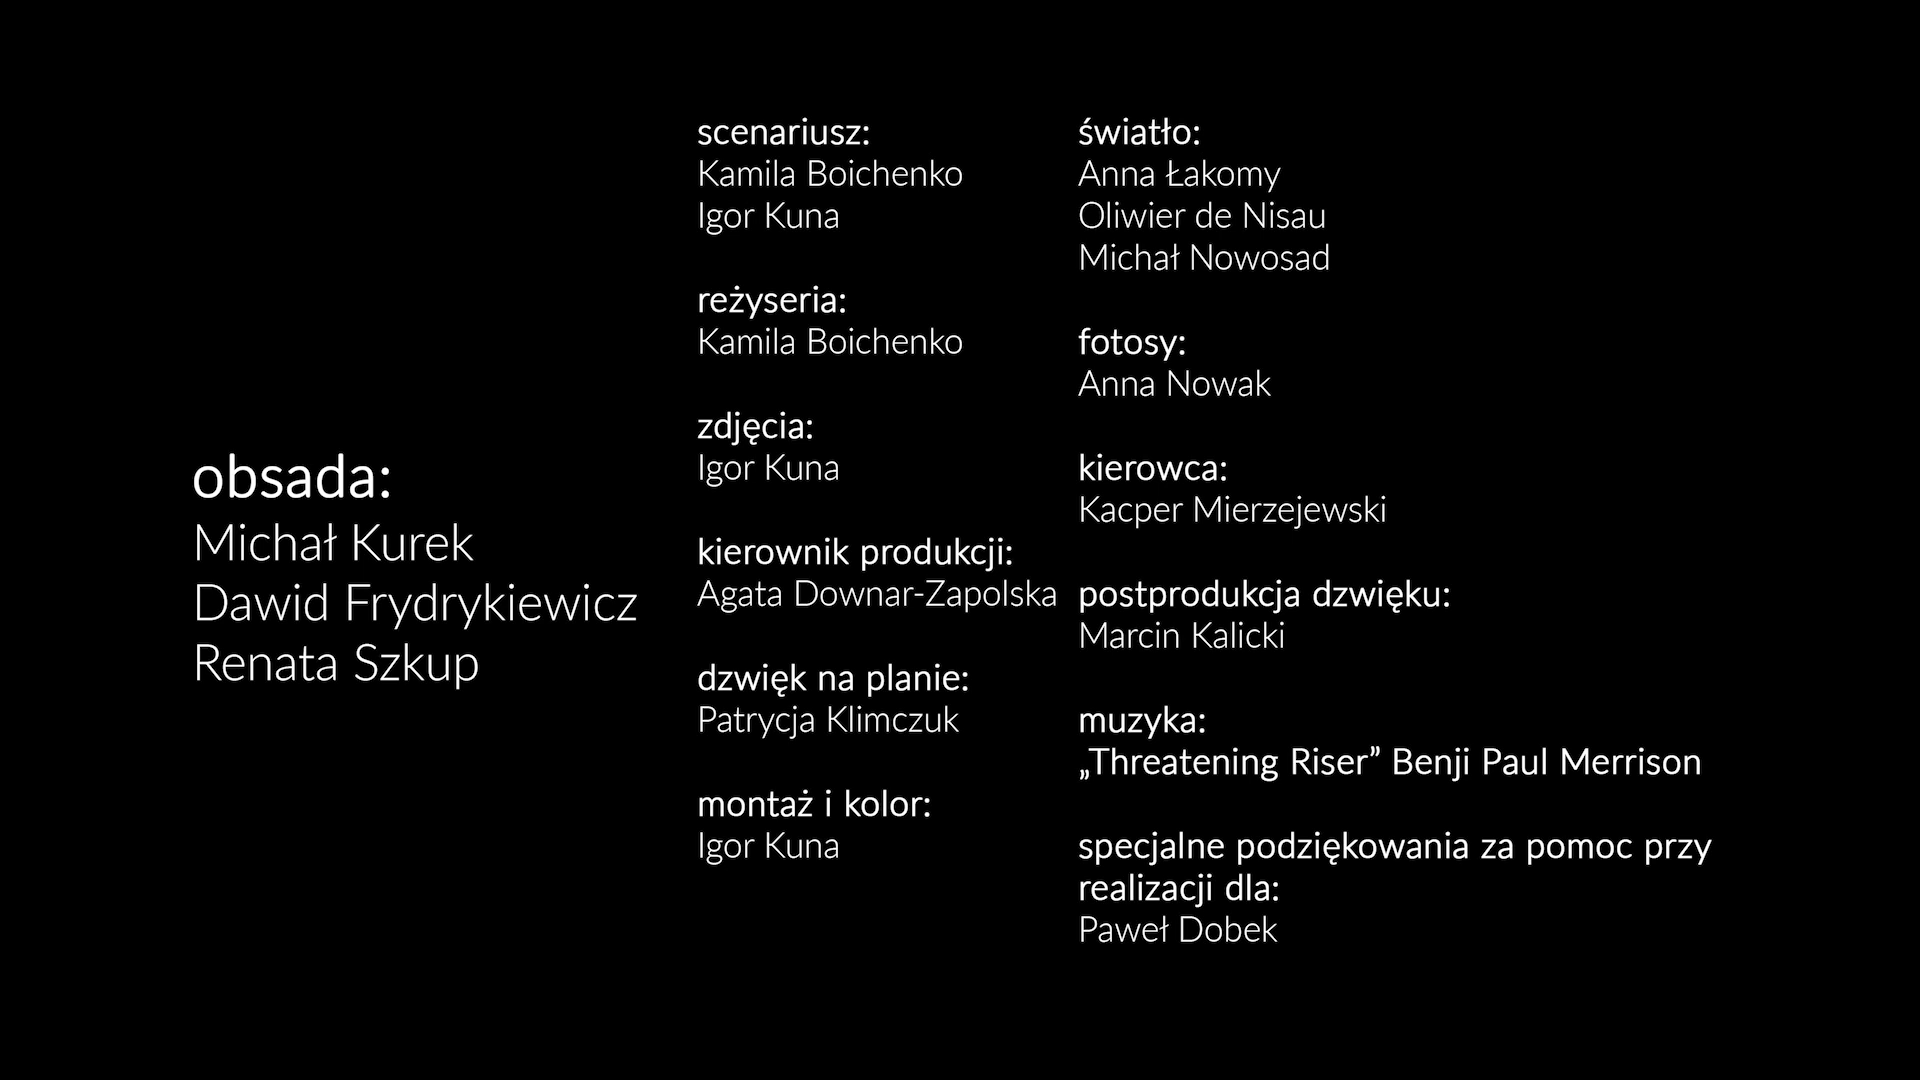 obsada:
Michał Kurek
Dawid Frydrykiewicz
Renata Szkup
scenariusz:
Kamila Boichenko
Igor Kuna
reżyseria:
Kamila Boichenko
zdjęcia:
Igor Kuna
kierownik produkcji:
Agata Downar-Zapolska
dzwięk na planie:
Patrycja Klimczuk
montaż i kolor:
Igor Kuna
światło:
Anna Łakomy
Oliwier de Nisau
Michał Nowosad
fotosy:
Anna Nowak
kierowca:
Kacper Mierzejewski
postprodukcja dzwięku:
Marcin Kalicki
muzyka:
„Threatening Riser” Benji Paul Merrison
specjalne podziękowania za pomoc przy
realizacji dla:
Paweł Dobek